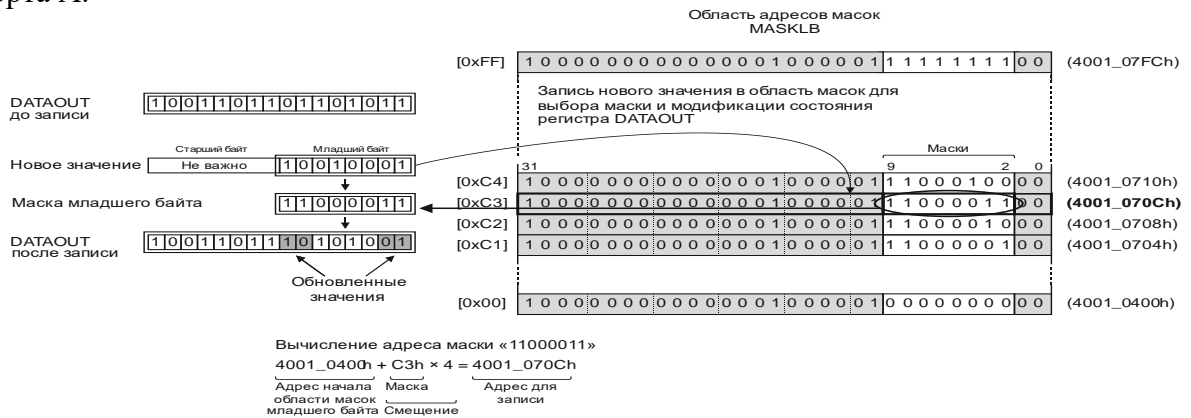 орта А.
Область адресов масок
MASKLB
[0xFF] 1 0 0 0 0 0 0 0 0 0 0 0 0 0 0 1 0 0 0 0 0 1 1 1 1 1 1 1 1 1 0 0 (4001_07FCh)
Запись нового значения в область масок для
выбора маски и модификации состояния
регистра DATAOUT
DATAOUT
до записи
1 0 0 1 1 0 1 1 0 1 1 0 1 0 1 1
Старший байт Младший байт
Новое значение Не важно 1 0 0 1 0 0 0 1
Маска младшего байта 1 1 0 0 0 0 1 1
DATAOUT
после записи
1 0 0 1 1 0 1 1 1 0 1 0 1 0 0 1
Обновленные
значения
Маски
31 9 2 0
[0xC4] 1 0 0 0 0 0 0 0 0 0 0 0 0 0 0 1 0 0 0 0 0 1 1 1 0 0 0 1 0 0 0 0 (4001_0710h)
[0xC3] 1 0 0 0 0 0 0 0 0 0 0 0 0 0 0 1 0 0 0 0 0 1 1 1 0 0 0 0 1 1 0 0 (4001_070Ch)
[0xC2] 1 0 0 0 0 0 0 0 0 0 0 0 0 0 0 1 0 0 0 0 0 1 1 1 0 0 0 0 1 0 0 0 (4001_0708h)
[0xC1] 1 0 0 0 0 0 0 0 0 0 0 0 0 0 0 1 0 0 0 0 0 1 1 1 0 0 0 0 0 1 0 0 (4001_0704h)
[0x00] 1 0 0 0 0 0 0 0 0 0 0 0 0 0 0 1 0 0 0 0 0 1 0 0 0 0 0 0 0 0 0 0 (4001_0400h)
Вычисление адреса маски «11000011»
4001_0400h + C3h × 4 = 4001_070Ch
Адрес начала Маска Адрес для
области масок записи
младшего байта Смещение